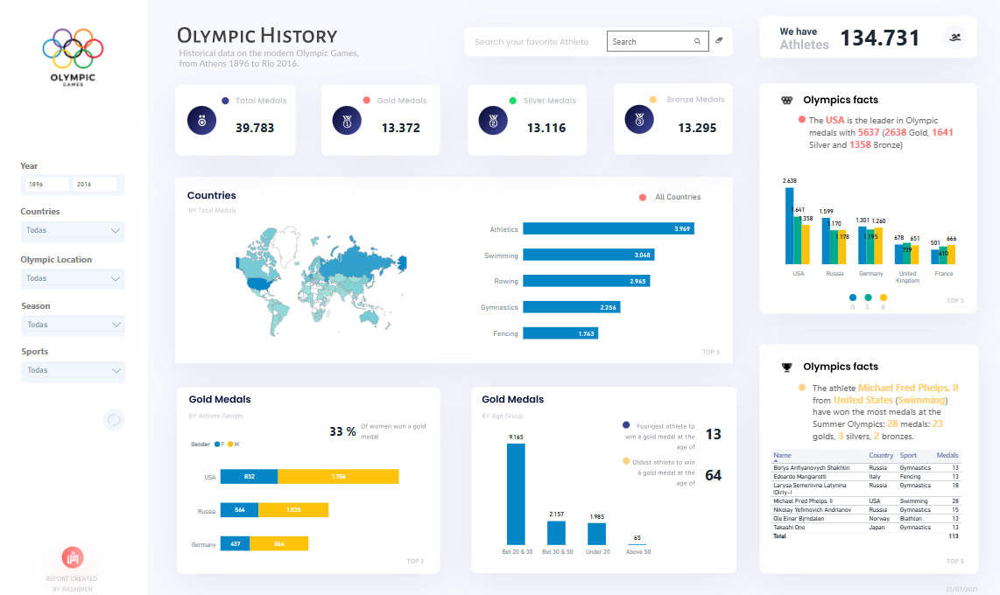 OLYMPIC
GAMES
Year
1896 2016
Countries
Todas
Olympic Location
Todas
Season
Todas
Sports
Todas
REPORT CREATED
BY RASHWEN
OLYMPIC HISTORY
Historical data on the modern Olympic Games,
from Athens 1896 to Rio 2016.
Search your favorite Athlete
Search
We have
Athletes
134.731
Total Medals
39.783
Gold Medals
13.372
Silver Medals
13.116
Bronze Medals
13.295
Countries
BY Total Medals
All Countries
Athletics 3.969
Swimming 3.048
Rowing 2.945
Gymnastics 2.256
Fencing 1.743
TOP 5
Olympics facts
The USA is the leader in Olympic
medals with 5637 (2638 Gold, 1641
Silver and 1358 Bronze)
2.638
1.641
1.358
1.599
1.170
1.178
1.301
1.195
1.260
678
739
651
501
610
666
USA Russia Germany United Kingdom France
G S B
TOP 5
Gold Medals
BY Athlete Gender
33 %
Of women won a gold
medal
Gender F M
USA 852 1.786
Russia 564 1.035
Germany 437 864
TOP 3
Gold Medals
BY Age Group
9.165
2.157
1.985
65
Bet 20 & 30 Bet 30 & 50 Under 20 Above 50
Youngest athlete to
win a gold medal at the
age of
13
Oldest athlete to win
a gold medal at the
age of
64
Olympics facts
The athlete Michael Fred Phelps, II
from United States (Swimming)
have won the most medals at the
Summer Olympics: 28 medals: 23
golds, 3 silvers, 2 bronzes.
Name Country Sport Medals
Borys Anfiyanovych Shakhlin Russia Gymnastics 13
Edoardo Mangiarotti Italy Fencing 13
Larysa Semenivna Latynina Russia Gymnastics 18
(Diriy-)
Michael Fred Phelps, II USA Swimming 28
Nikolay Yefimovich Andrianov Russia Gymnastics 15
Ole Einar Bjrndalen Norway Biathlon 13
Takashi Ono Japan Gymnastics 13
Total 113
TOP 5
25/07/2021